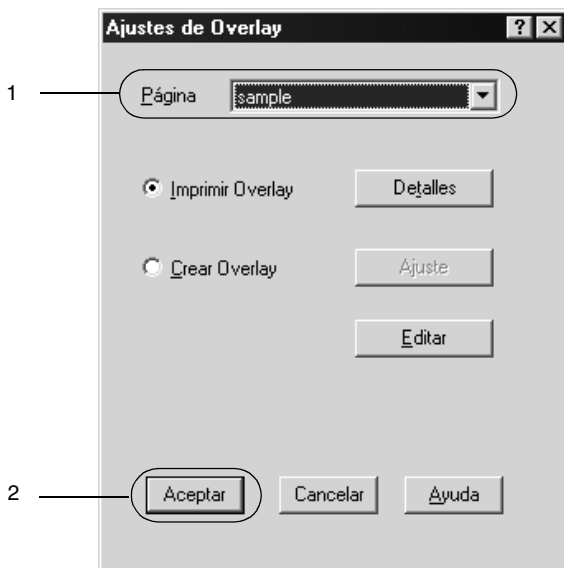 Ajustes de Overlay
1
Página sample
Imprimir Overlay Detalles
Crear Overlay Ajuste
Editar
2
Aceptar Cancelar Ayuda